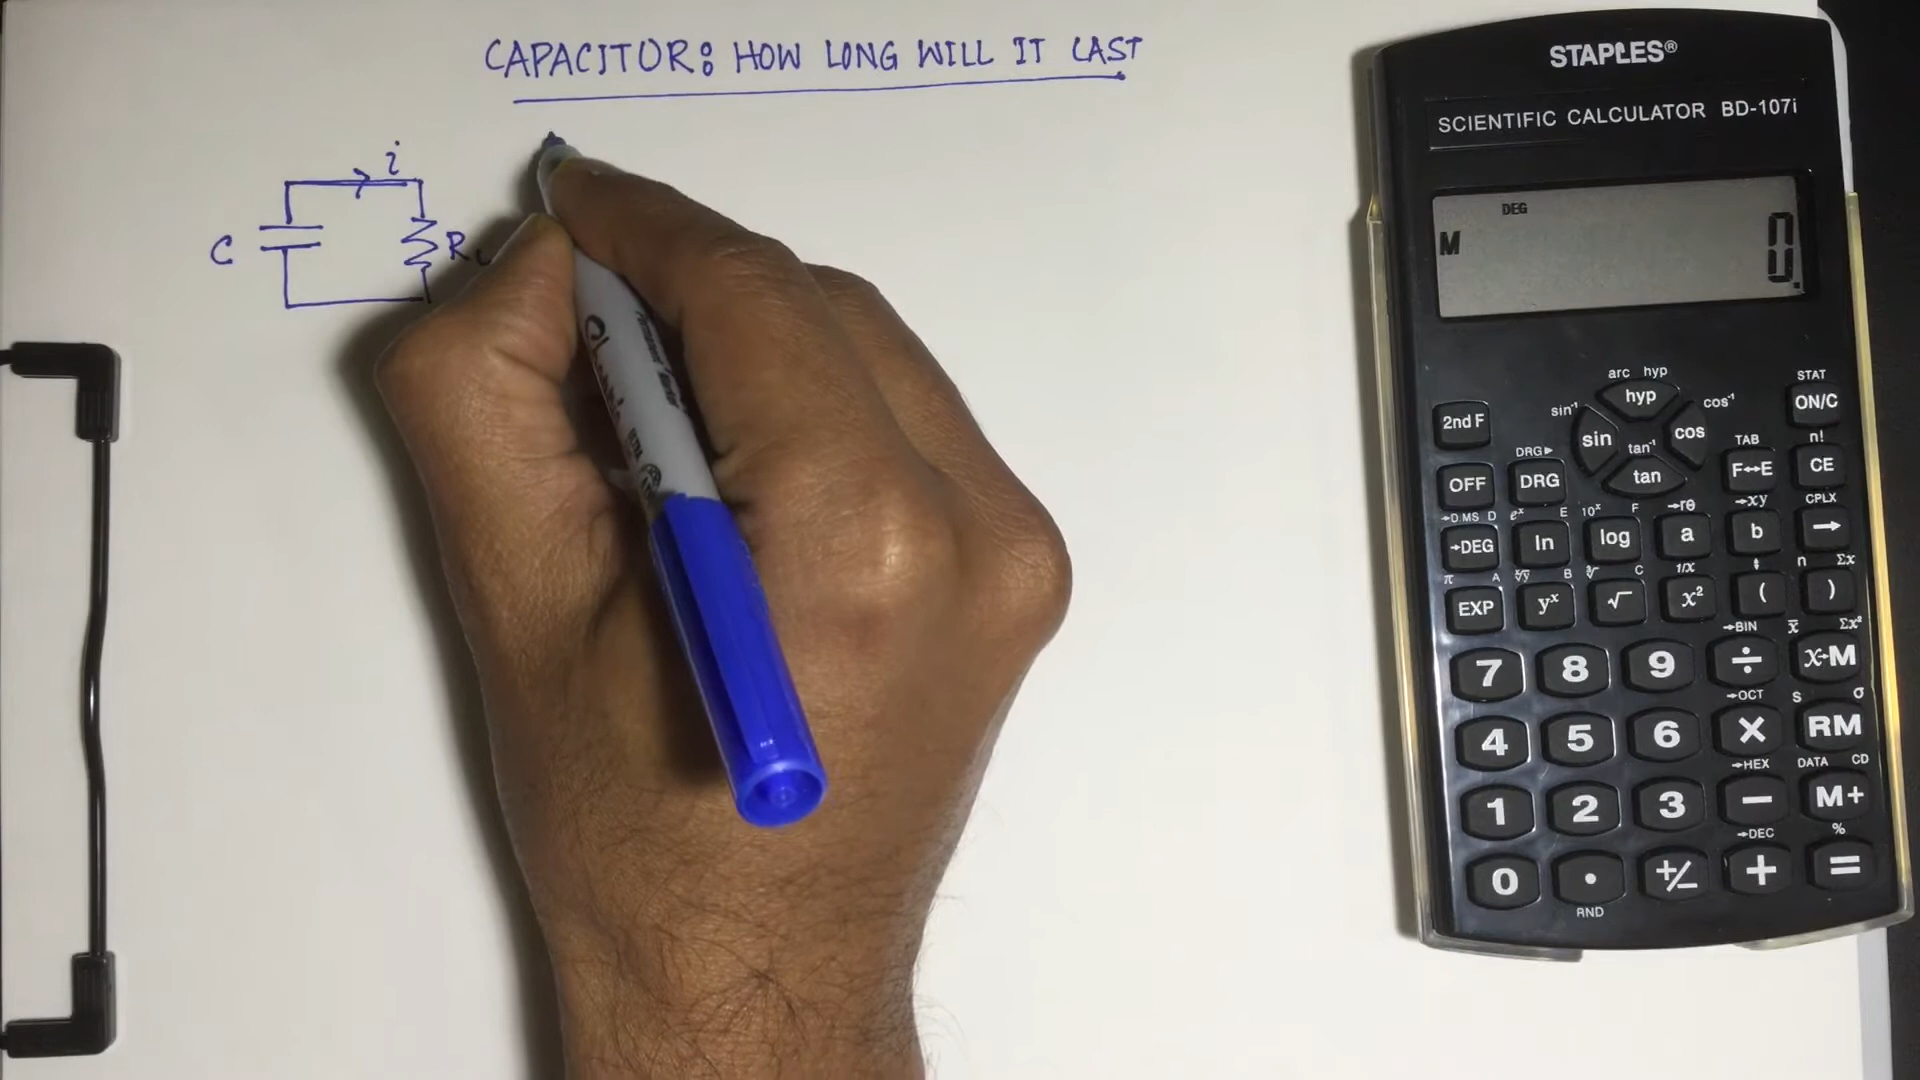 CAPACITOR: HOW LONG WILL IT LAST
i
C
R
STAPLES®
SCIENTIFIC CALCULATOR BD-107i
DEG
M 0.
arc hyp STAT
2nd F hyp ON/C
sin⁻¹ cos⁻¹
sin cos
DRG► tan⁻¹ TAB n!
OFF DRG tan F↔E CE
→D MS D eˣ E 10ˣ F →rθ →xy CPLX
→DEG ln log a b →
π A ˣ√y B ³√ C 1/X n Σx
EXP yˣ √ x² ( )
→BIN x̄ Σx²
7 8 9 ÷ X→M
→OCT S σ
4 5 6 × RM
→HEX DATA CD
1 2 3 − M+
→DEC %
0 • +/− + =
RND